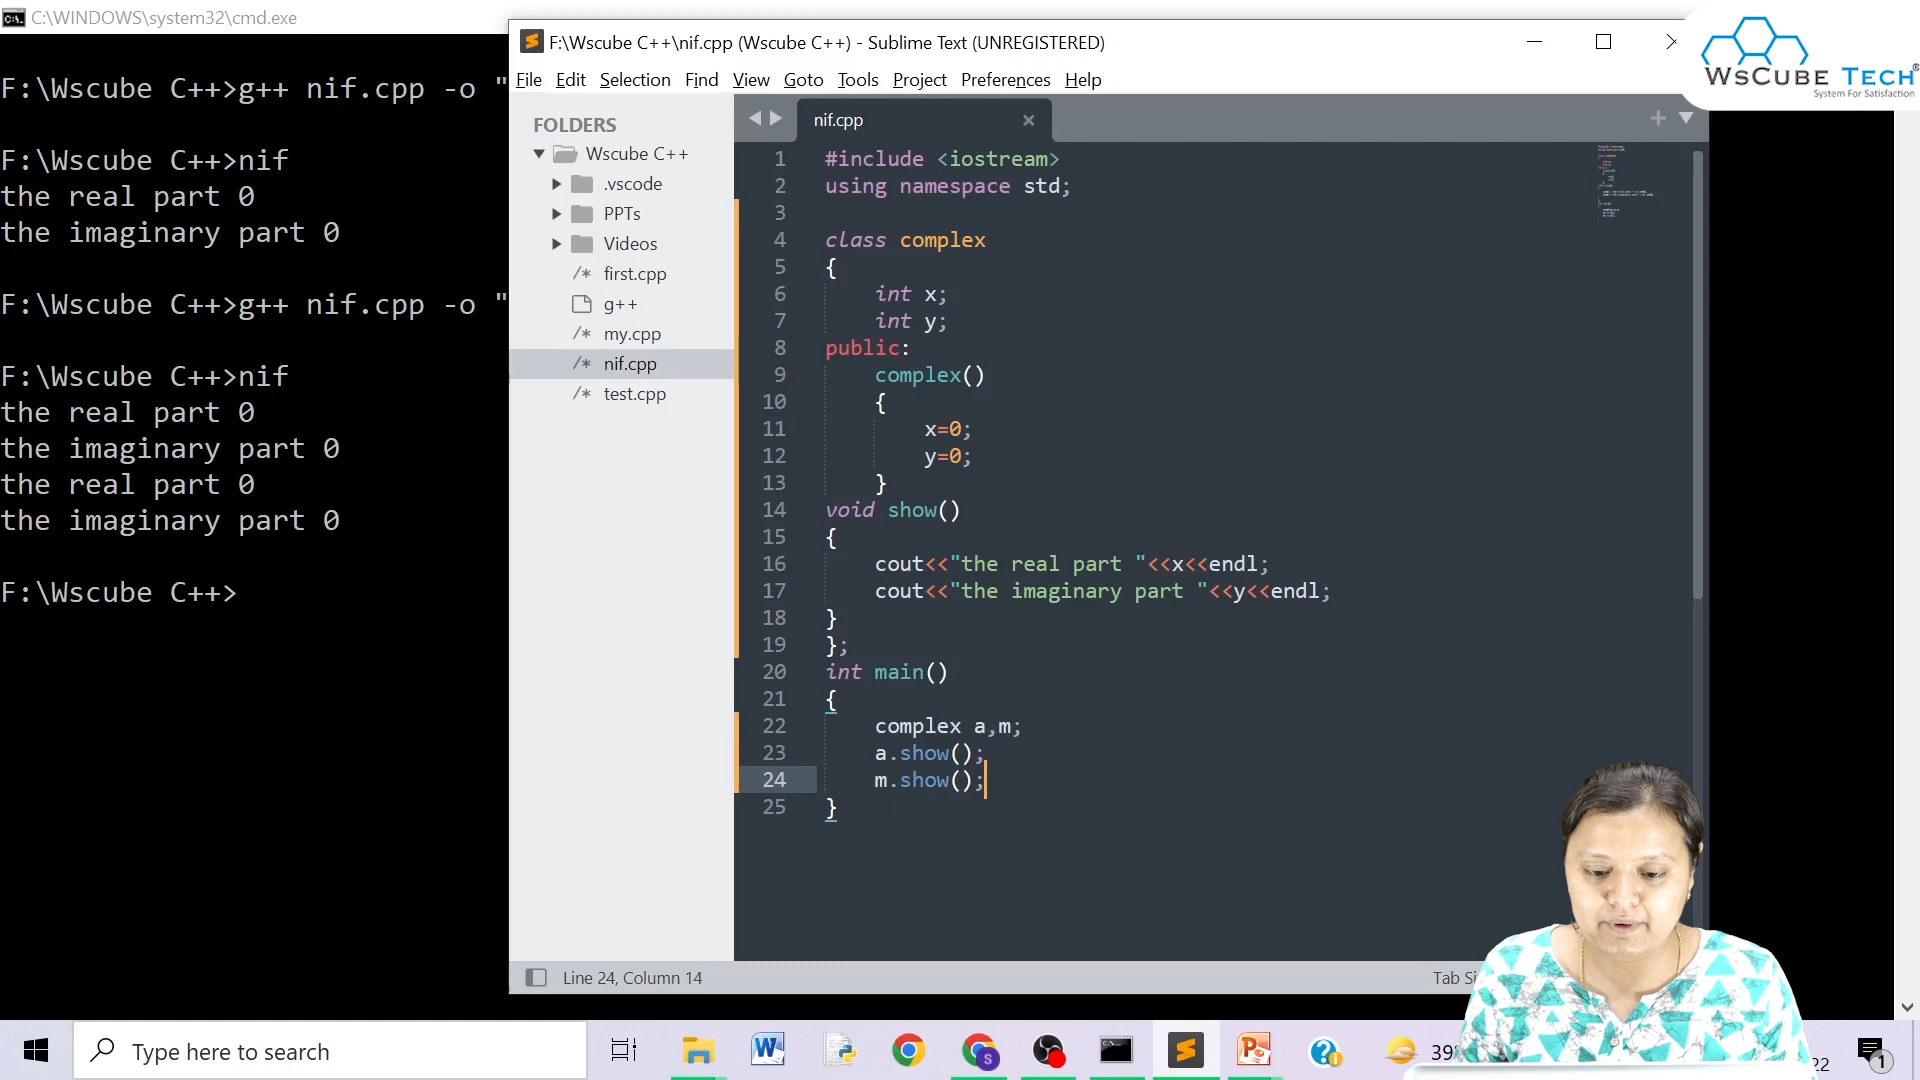 C:\WINDOWS\system32\cmd.exe
F:\Wscube C++>g++ nif.cpp -o "
F:\Wscube C++>nif
the real part 0
the imaginary part 0
F:\Wscube C++>g++ nif.cpp -o "
F:\Wscube C++>nif
the real part 0
the imaginary part 0
the real part 0
the imaginary part 0
F:\Wscube C++>
F:\Wscube C++\nif.cpp (Wscube C++) - Sublime Text (UNREGISTERED)
File Edit Selection Find View Goto Tools Project Preferences Help
WSCUBE TECH®
System For Satisfaction
FOLDERS
Wscube C++
.vscode
PPTs
Videos
/* first.cpp
g++
/* my.cpp
/* nif.cpp
/* test.cpp
nif.cpp
1 #include <iostream>
2 using namespace std;
3
4 class complex
5 {
6 int x;
7 int y;
8 public:
9 complex()
10 {
11 x=0;
12 y=0;
13 }
14 void show()
15 {
16 cout<<"the real part "<<x<<endl;
17 cout<<"the imaginary part "<<y<<endl;
18 }
19 };
20 int main()
21 {
22 complex a,m;
23 a.show();
24 m.show();
25 }
Line 24, Column 14
Tab Si
Type here to search
39
22
1